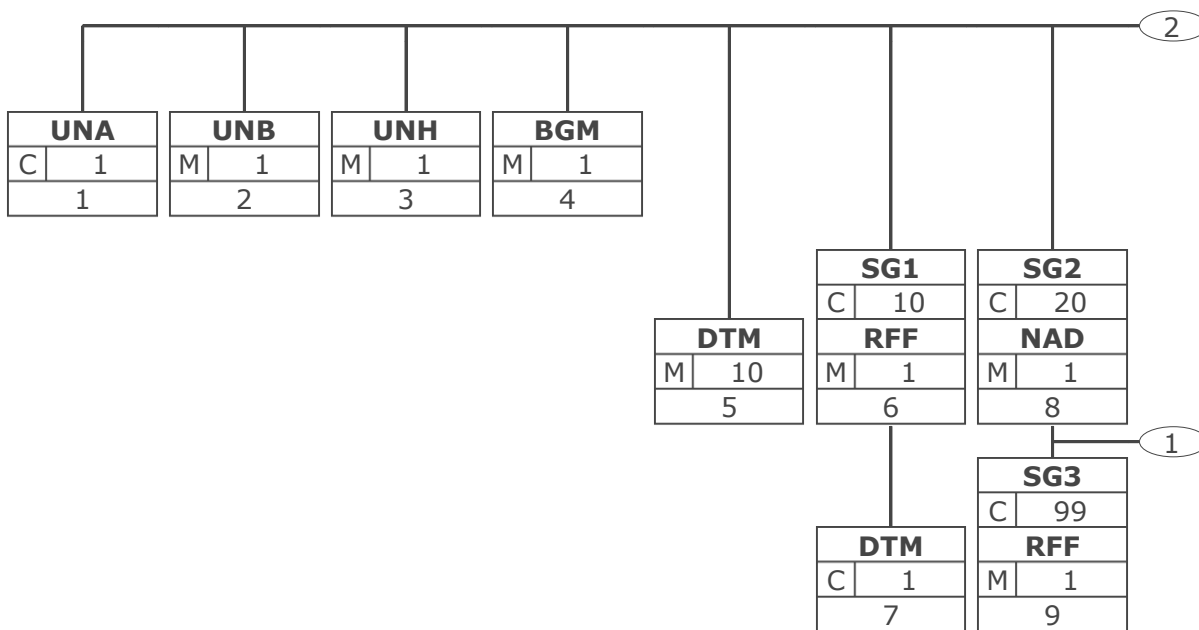 2
UNA UNB UNH BGM
C 1 M 1 M 1 M 1
1 2 3 4
SG1 SG2
C 10 C 20
DTM RFF NAD
M 10 M 1 M 1
5 6 8
1
SG3
C 99
DTM RFF
C 1 M 1
7 9